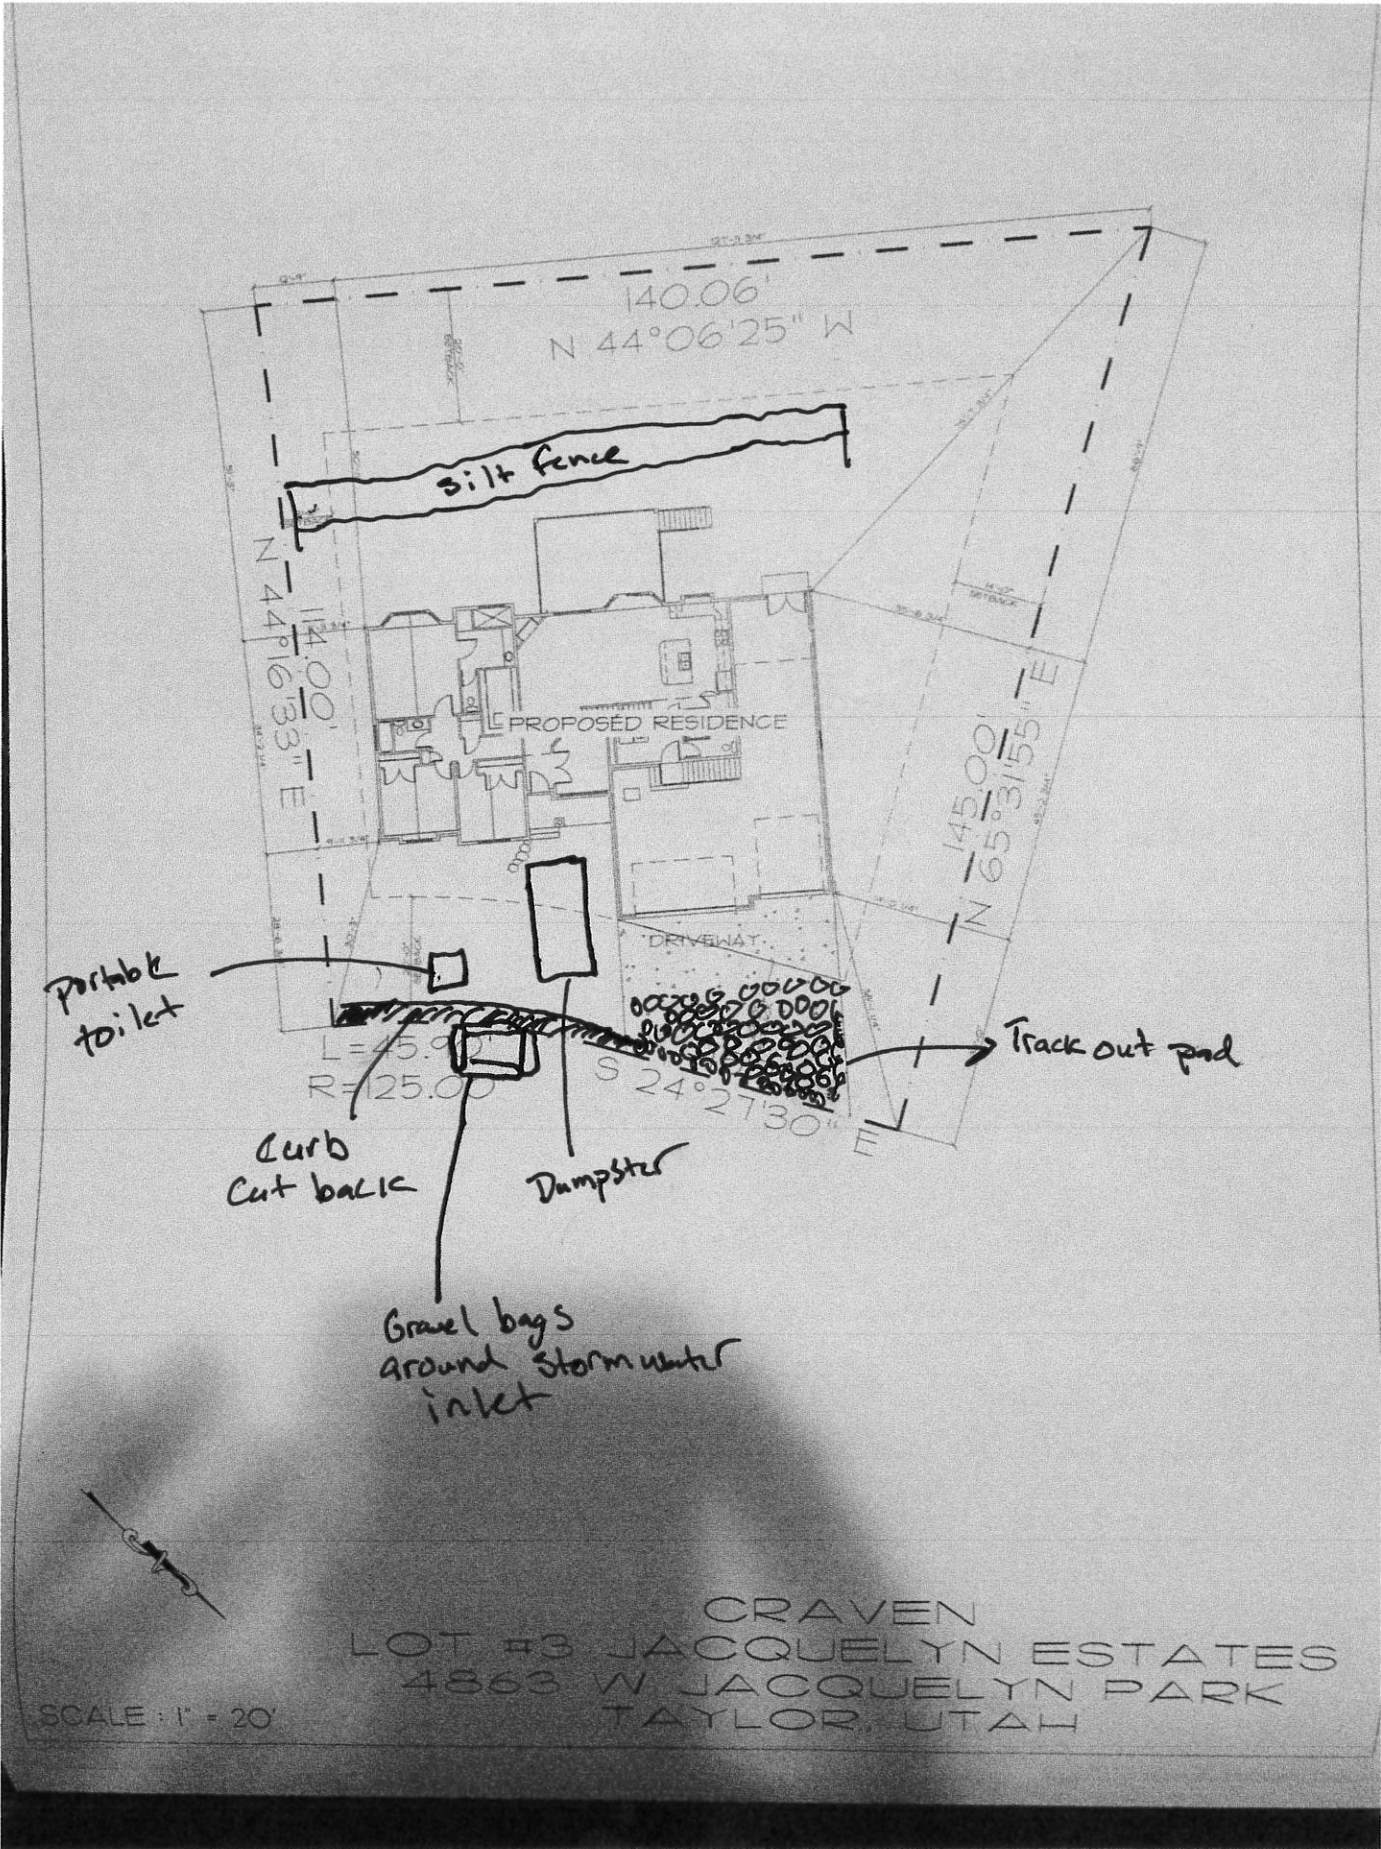 140.06'
N 44°06'25" W
silt fence
N 44°16'33" E
114.00'
SETBACK
PROPOSED RESIDENCE
145.00'
N 65°31'55" E
DRIVEWAY
portable
toilet
L=45.90'
R=125.00'
S 24°27'30" E
Track out pad
Curb
Cut back
Dumpster
Gravel bags
around stormwater
inlet
CRAVEN
LOT #3 JACQUELYN ESTATES
4863 W JACQUELYN PARK
TAYLOR, UTAH
SCALE : 1" = 20'